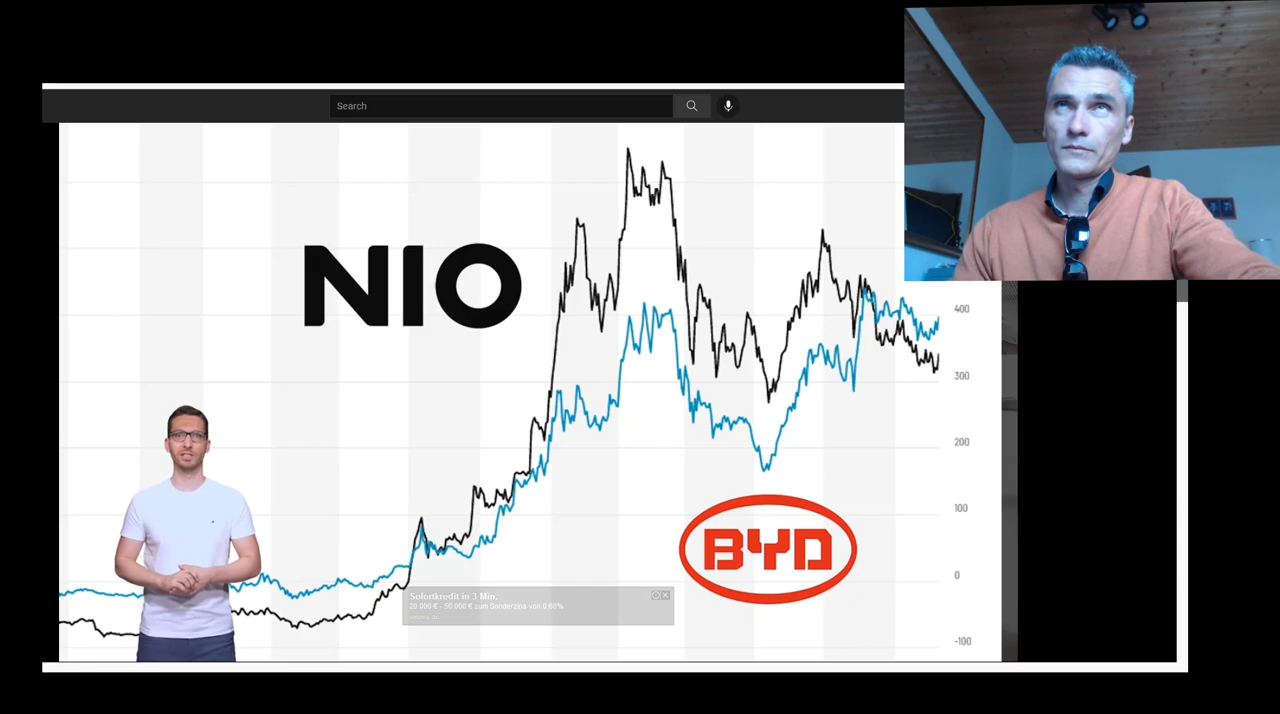 Search
NIO
400
300
200
BYD
100
0
Sofortkredit in 3 Min.
20.000 € - 50.000 € zum Sonderzins von 0,68%
-100